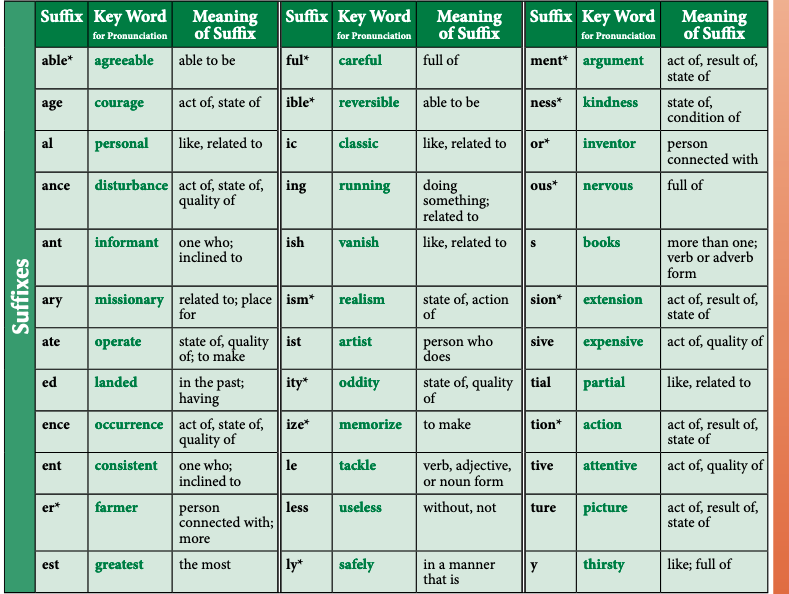 Suffixes
Suffix Key Word for Pronunciation Meaning of Suffix
able* agreeable able to be
age courage act of, state of
al personal like, related to
ance disturbance act of, state of, quality of
ant informant one who; inclined to
ary missionary related to; place for
ate operate state of, quality of; to make
ed landed in the past; having
ence occurrence act of, state of, quality of
ent consistent one who; inclined to
er* farmer person connected with; more
est greatest the most
Suffix Key Word for Pronunciation Meaning of Suffix
ful* careful full of
ible* reversible able to be
ic classic like, related to
ing running doing something; related to
ish vanish like, related to
ism* realism state of, action of
ist artist person who does
ity* oddity state of, quality of
ize* memorize to make
le tackle verb, adjective, or noun form
less useless without, not
ly* safely in a manner that is
Suffix Key Word for Pronunciation Meaning of Suffix
ment* argument act of, result of, state of
ness* kindness state of, condition of
or* inventor person connected with
ous* nervous full of
s books more than one; verb or adverb form
sion* extension act of, result of, state of
sive expensive act of, quality of
tial partial like, related to
tion* action act of, result of, state of
tive attentive act of, quality of
ture picture act of, result of, state of
y thirsty like; full of